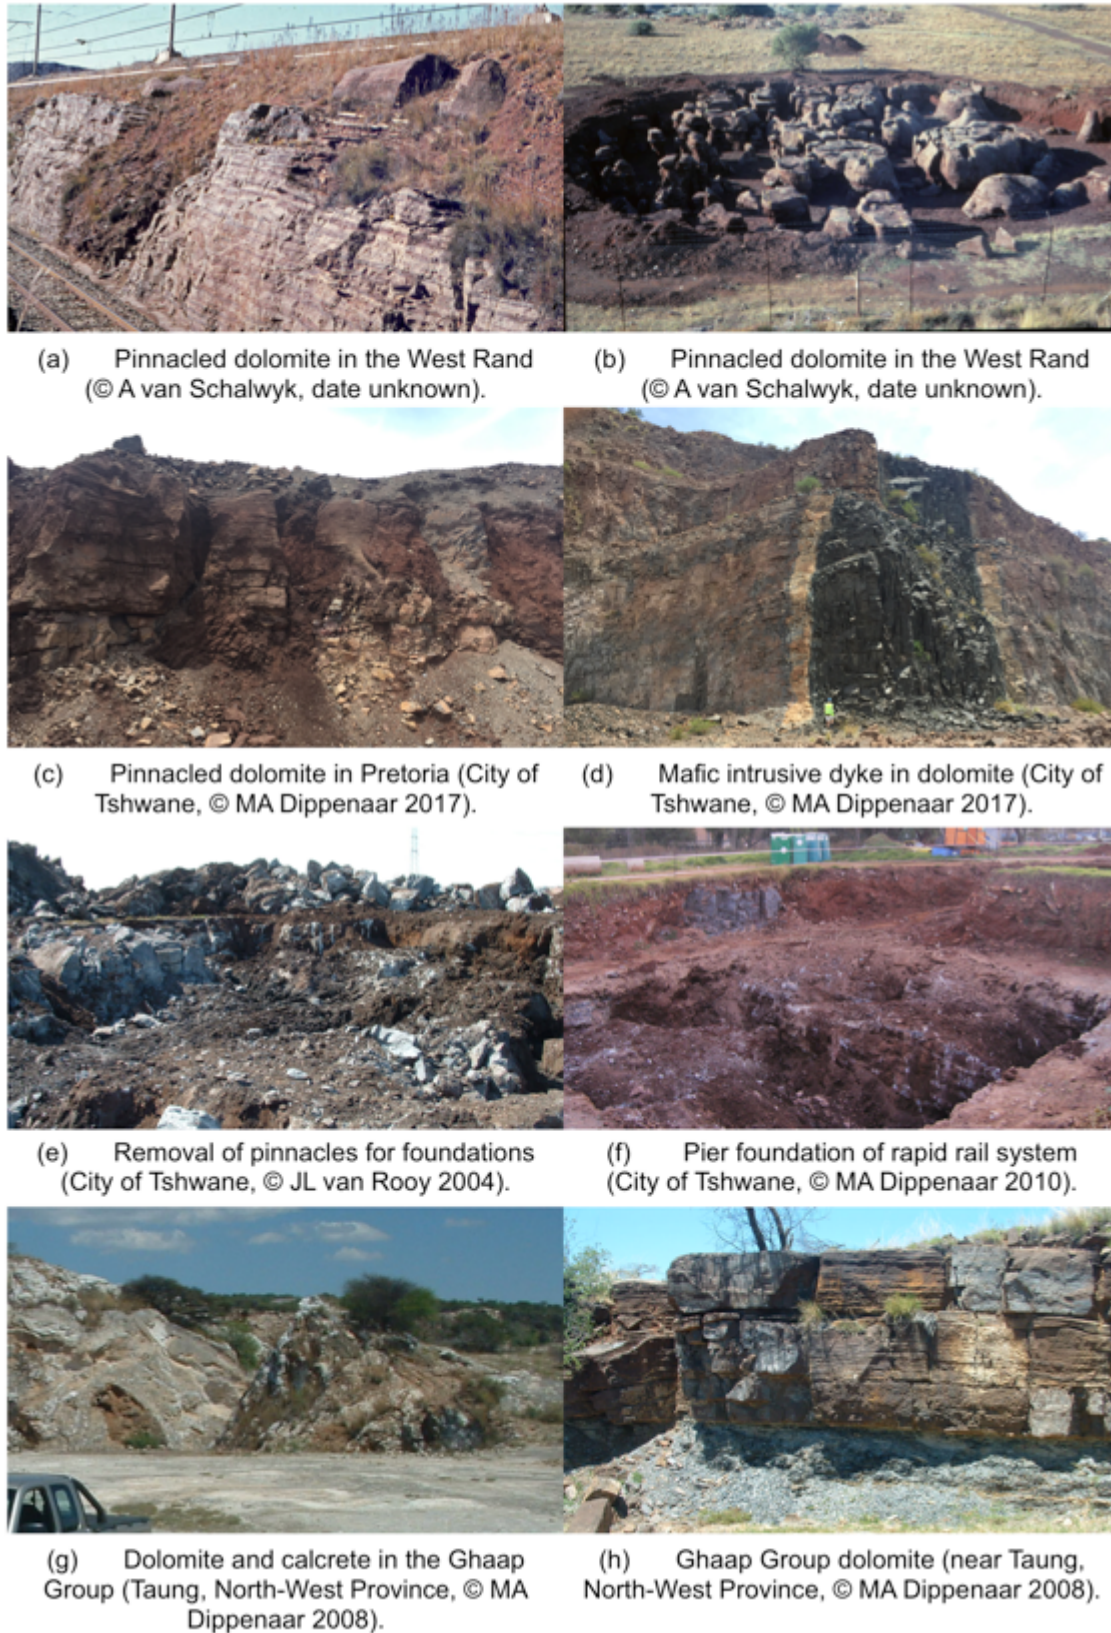 (a) Pinnacled dolomite in the West Rand
(© A van Schalwyk, date unknown).
(b) Pinnacled dolomite in the West Rand
(© A van Schalwyk, date unknown).
(c) Pinnacled dolomite in Pretoria (City of
Tshwane, © MA Dippenaar 2017).
(d) Mafic intrusive dyke in dolomite (City of
Tshwane, © MA Dippenaar 2017).
(e) Removal of pinnacles for foundations
(City of Tshwane, © JL van Rooy 2004).
(f) Pier foundation of rapid rail system
(City of Tshwane, © MA Dippenaar 2010).
(g) Dolomite and calcrete in the Ghaap
Group (Taung, North-West Province, © MA
Dippenaar 2008).
(h) Ghaap Group dolomite (near Taung,
North-West Province, © MA Dippenaar 2008).